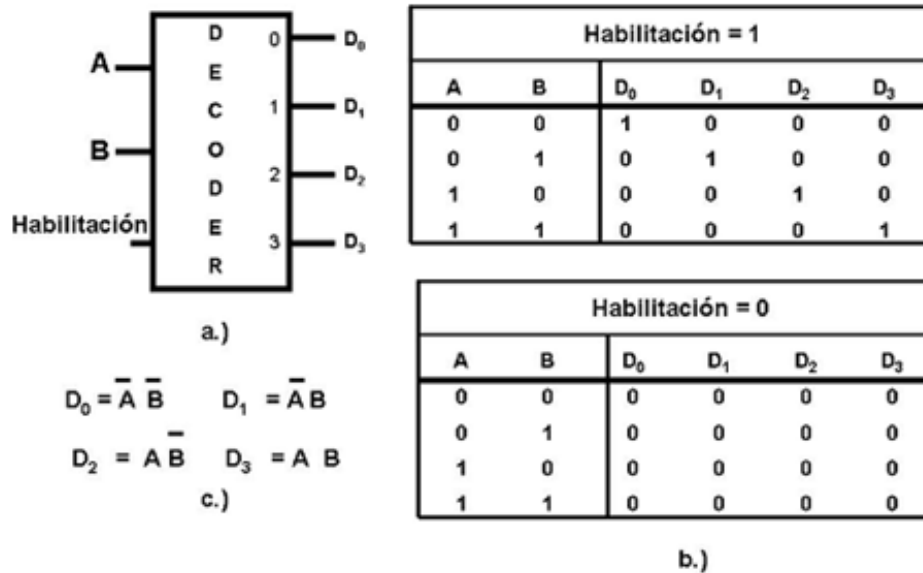 A
B
Habilitación
D
E
C
O
D
E
R
0
1
2
3
D₀
D₁
D₂
D₃
a.)
D₀ = A̅ B̅ D₁ = A̅ B
D₂ = A B̅ D₃ = A B
c.)
Habilitación = 1
A B D₀ D₁ D₂ D₃
0 0 1 0 0 0
0 1 0 1 0 0
1 0 0 0 1 0
1 1 0 0 0 1
Habilitación = 0
A B D₀ D₁ D₂ D₃
0 0 0 0 0 0
0 1 0 0 0 0
1 0 0 0 0 0
1 1 0 0 0 0
b.)